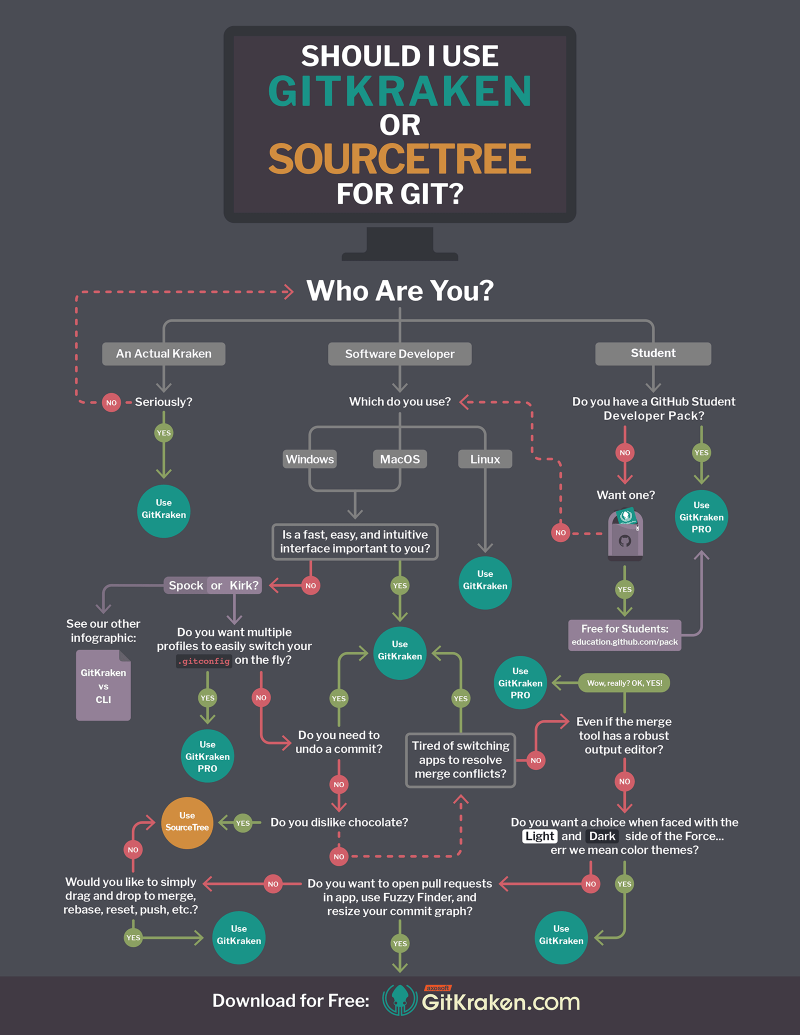 SHOULD I USE
GITKRAKEN
OR
SOURCETREE
FOR GIT?
Who Are You?
An Actual Kraken
Software Developer
Student
NO
Seriously?
Which do you use?
Do you have a GitHub Student
Developer Pack?
YES
NO
YES
Windows
MacOS
Linux
Want one?
Use
GitKraken
Use
GitKraken
PRO
NO
Is a fast, easy, and intuitive
interface important to you?
Use
GitKraken
Spock or Kirk?
NO
YES
YES
See our other
infographic:
GitKraken
vs
CLI
Do you want multiple
profiles to easily switch your
.gitconfig on the fly?
Use
GitKraken
Free for Students:
education.github.com/pack
YES
NO
YES
YES
Use
GitKraken
PRO
Wow, really? OK, YES!
Use
GitKraken
PRO
Do you need to
undo a commit?
Tired of switching
apps to resolve
merge conflicts?
NO
Even if the merge
tool has a robust
output editor?
NO
NO
Use
SourceTree
YES
Do you dislike chocolate?
Do you want a choice when faced with the
Light and Dark side of the Force...
err we mean color themes?
NO
NO
Would you like to simply
drag and drop to merge,
rebase, reset, push, etc.?
NO
Do you want to open pull requests
in app, use Fuzzy Finder, and
resize your commit graph?
NO
YES
YES
Use
GitKraken
YES
Use
GitKraken
Download for Free:
axosoft
GitKraken.com